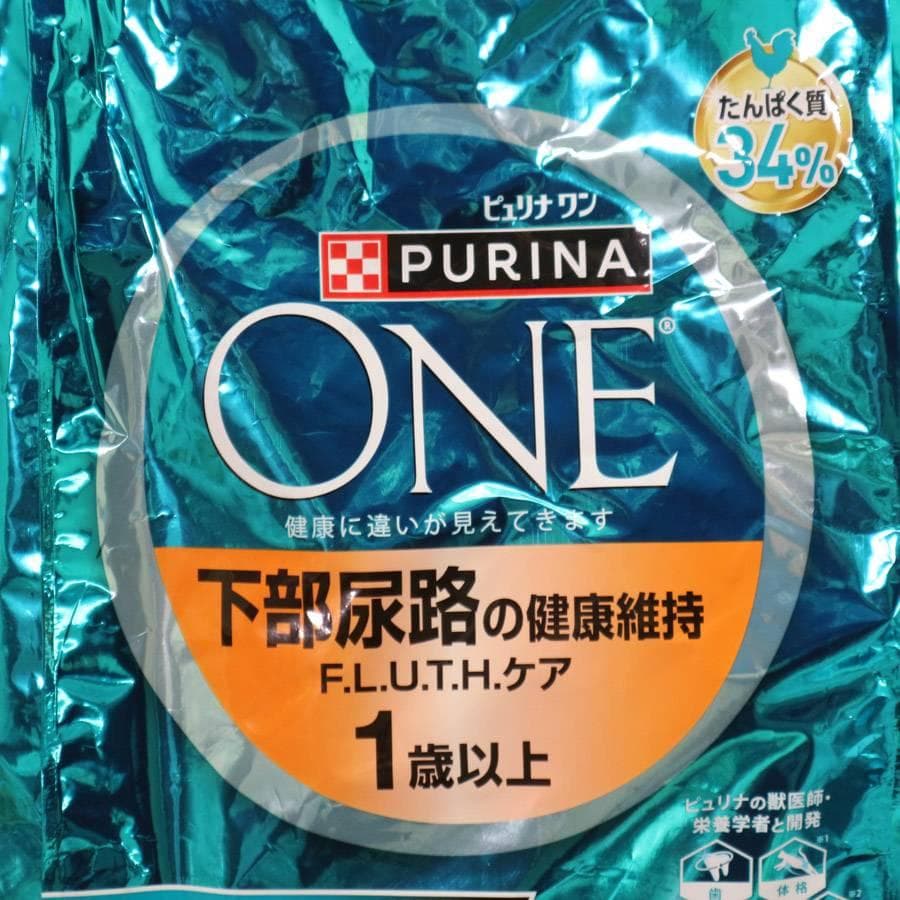 たんぱく質
34%
ピュリナ ワン
PURINA
ONE®
健康に違いが見えてきます
下部尿路の健康維持
F.L.U.T.H.ケア
1歳以上
ピュリナの獣医師・
栄養学者と開発
※1
歯
体格
※2